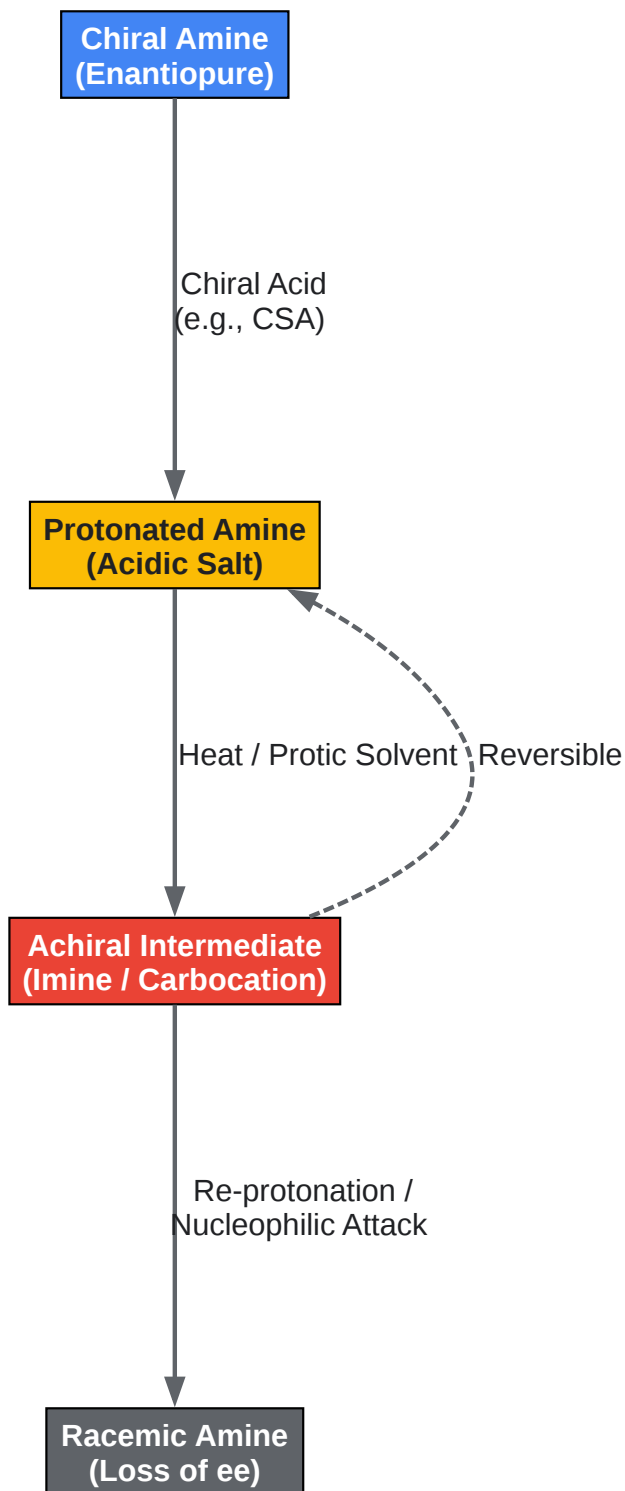 Chiral Amine
(Enantiopure)
Chiral Acid
(e.g., CSA)
Protonated Amine
(Acidic Salt)
Heat / Protic Solvent
Reversible
Achiral Intermediate
(Imine / Carbocation)
Re-protonation /
Nucleophilic Attack
Racemic Amine
(Loss of ee)